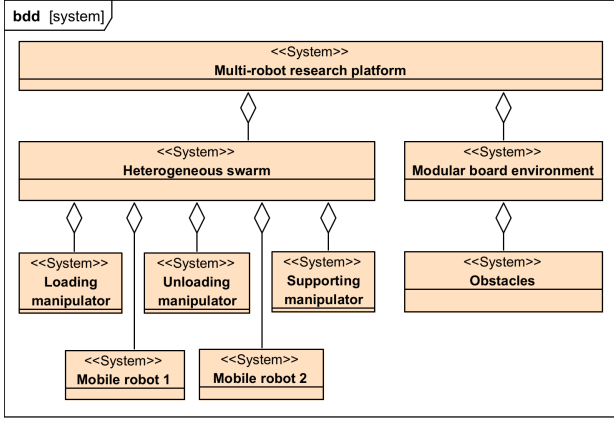 bdd [system]
<<System>>
Multi-robot research platform
<<System>>
Heterogeneous swarm
<<System>>
Modular board environment
<<System>>
Loading
manipulator
<<System>>
Unloading
manipulator
<<System>>
Supporting
manipulator
<<System>>
Obstacles
<<System>>
Mobile robot 1
<<System>>
Mobile robot 2